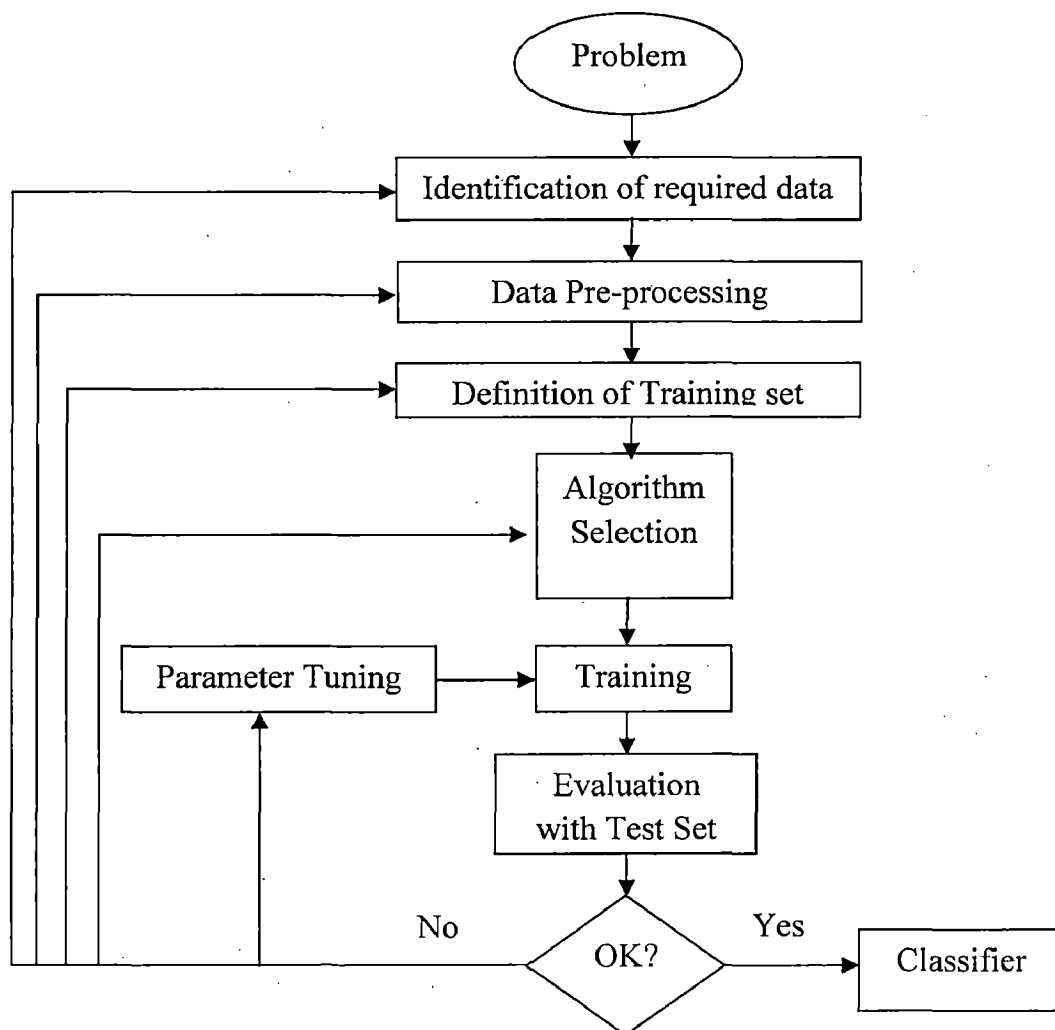 Problem
Identification of required data
Data Pre-processing
Definition of Training set
Algorithm
Selection
Parameter Tuning
Training
Evaluation
with Test Set
No
OK?
Yes
Classifier